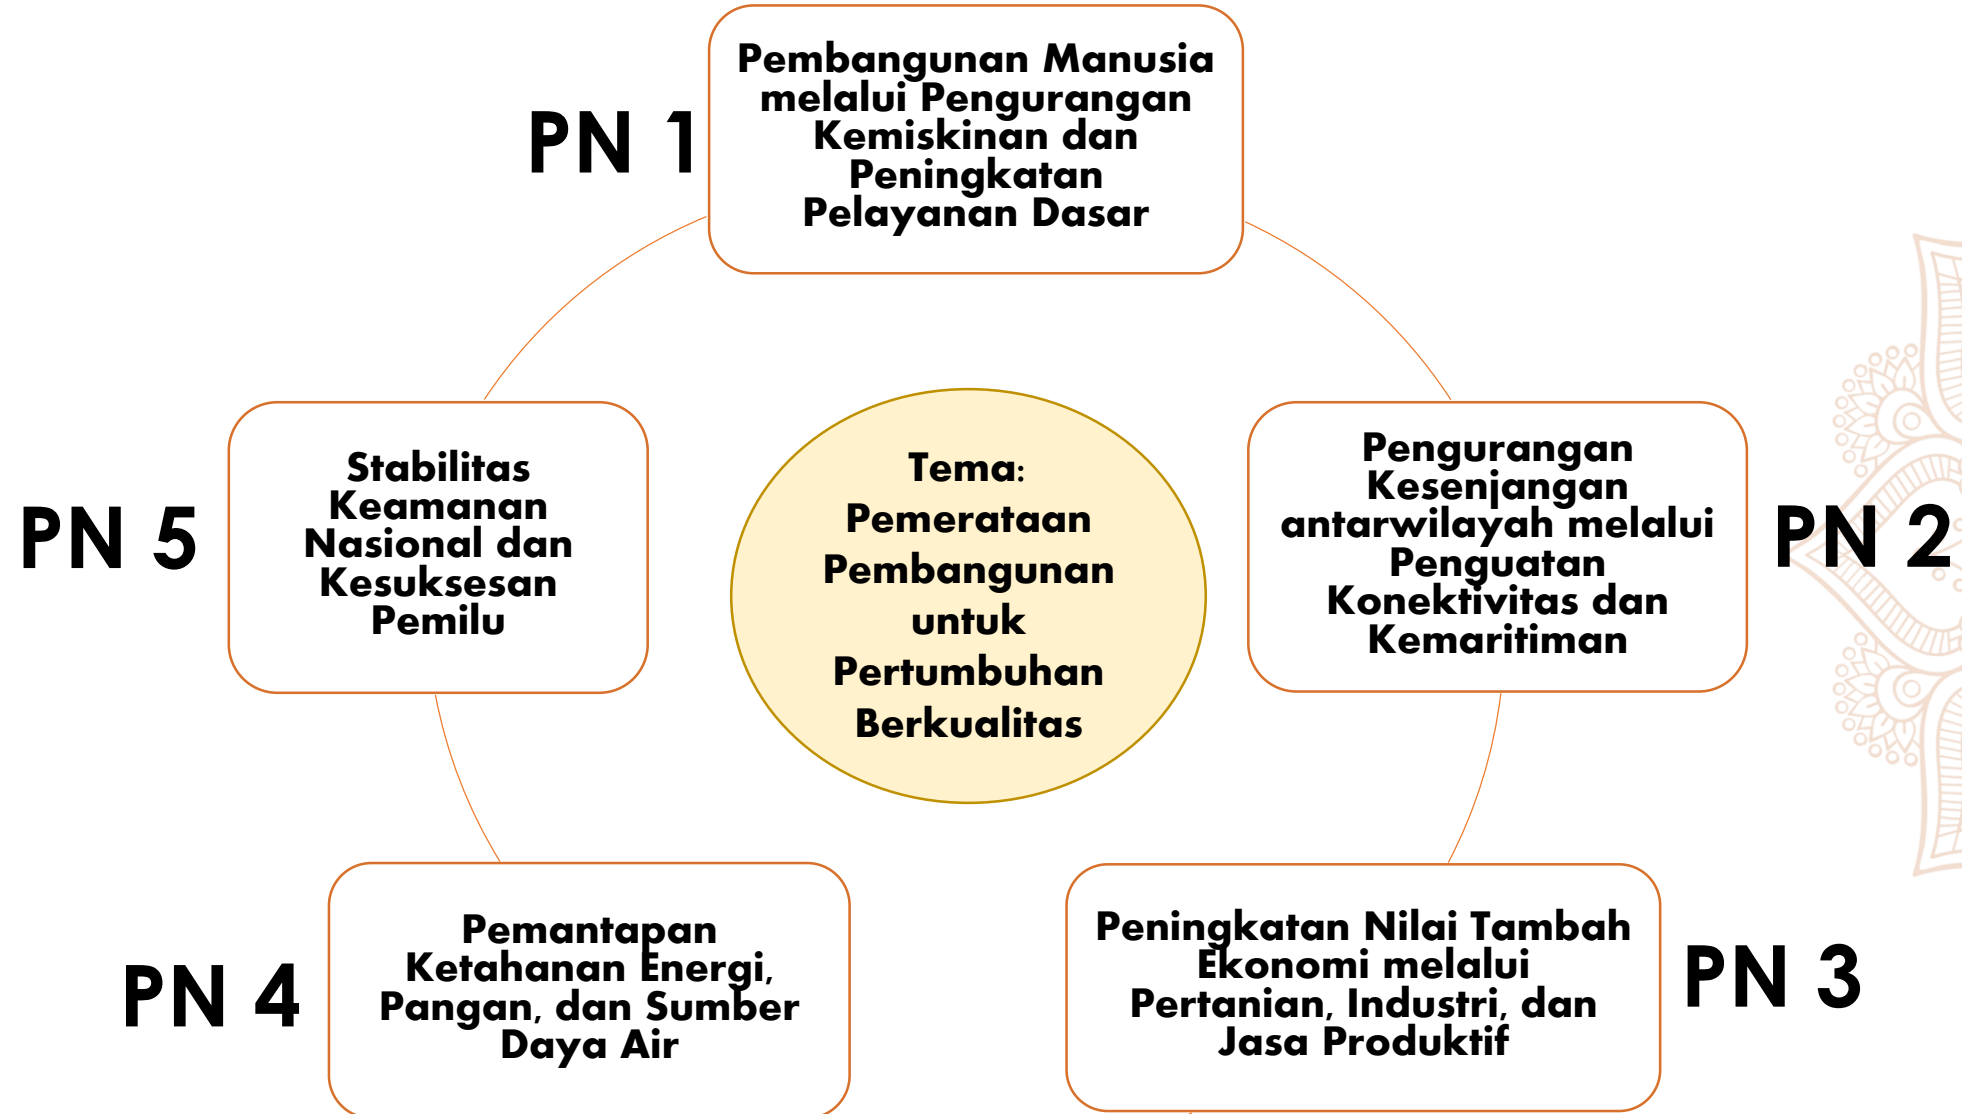 PN 1
Pembangunan Manusia
melalui Pengurangan
Kemiskinan dan
Peningkatan
Pelayanan Dasar
PN 2
Pengurangan
Kesenjangan
antarwilayah melalui
Penguatan
Konektivitas dan
Kemaritiman
PN 3
Peningkatan Nilai Tambah
Ekonomi melalui
Pertanian, Industri, dan
Jasa Produktif
PN 4
Pemantapan
Ketahanan Energi,
Pangan, dan Sumber
Daya Air
PN 5
Stabilitas
Keamanan
Nasional dan
Kesuksesan
Pemilu
Tema:
Pemerataan
Pembangunan
untuk
Pertumbuhan
Berkualitas